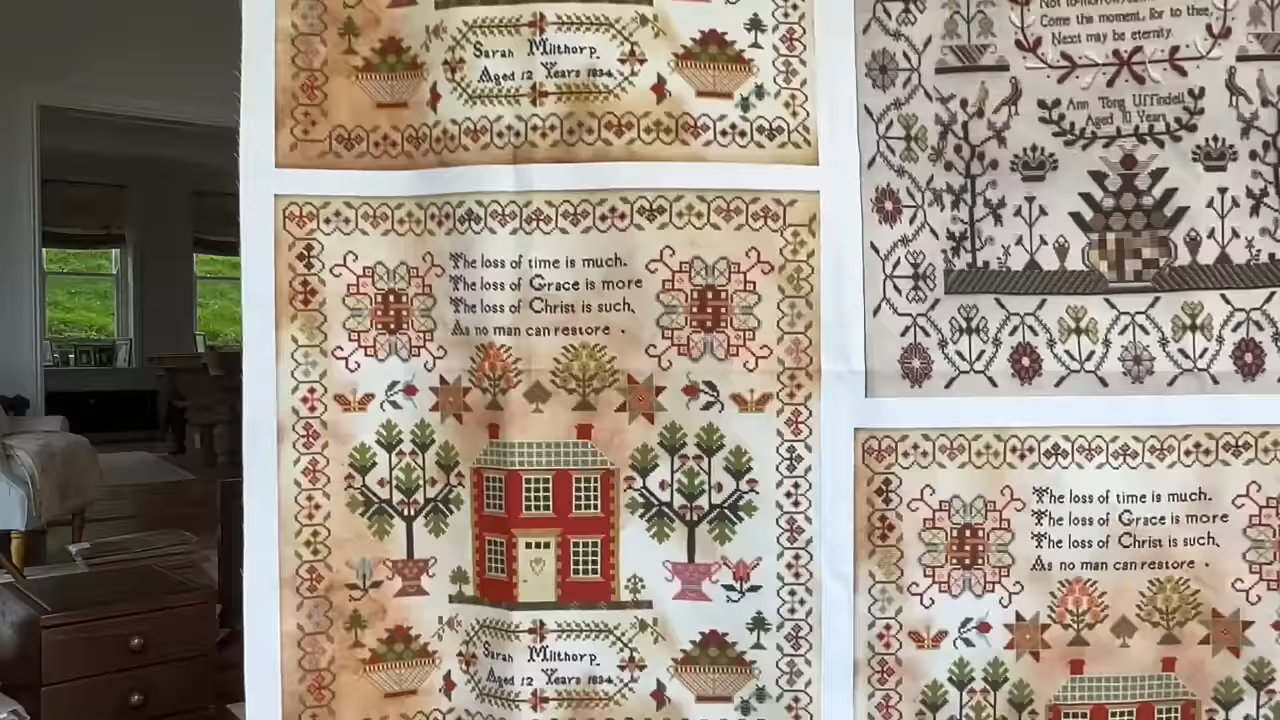 Sarah Milthorp
Aged 12 Years 1834
The loss of time is much.
The loss of Grace is more
The loss of Christ is such,
As no man can restore .
Sarah Milthorp
Aged 12 Years 1834
Come this moment, for to thee,
Next may be eternity.
Ann Tong Uffindell
Aged 10 Years
The loss of time is much.
The loss of Grace is more
The loss of Christ is such,
As no man can restore .